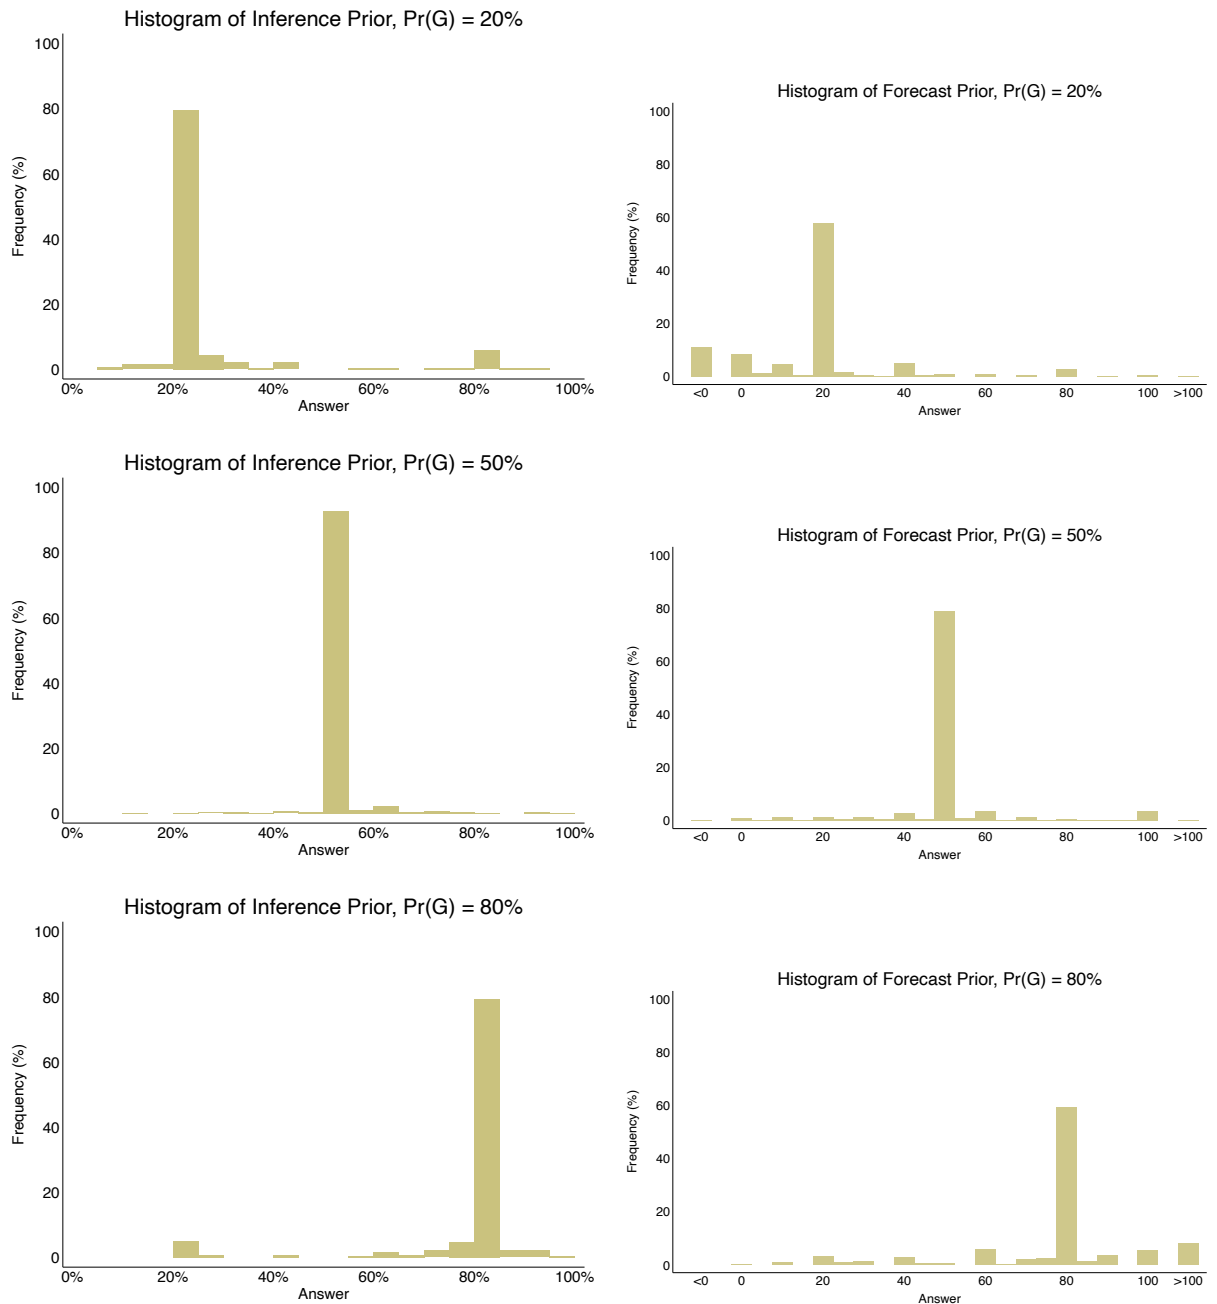 Histogram of Inference Prior, Pr(G) = 20%
Frequency (%)
100
80
60
40
20
0
0% 20% 40% 60% 80% 100%
Answer
Histogram of Forecast Prior, Pr(G) = 20%
Frequency (%)
100
80
60
40
20
0
<0 0 20 40 60 80 100 >100
Answer
Histogram of Inference Prior, Pr(G) = 50%
Frequency (%)
100
80
60
40
20
0
0% 20% 40% 60% 80% 100%
Answer
Histogram of Forecast Prior, Pr(G) = 50%
Frequency (%)
100
80
60
40
20
0
<0 0 20 40 60 80 100 >100
Answer
Histogram of Inference Prior, Pr(G) = 80%
Frequency (%)
100
80
60
40
20
0
0% 20% 40% 60% 80% 100%
Answer
Histogram of Forecast Prior, Pr(G) = 80%
Frequency (%)
100
80
60
40
20
0
<0 0 20 40 60 80 100 >100
Answer